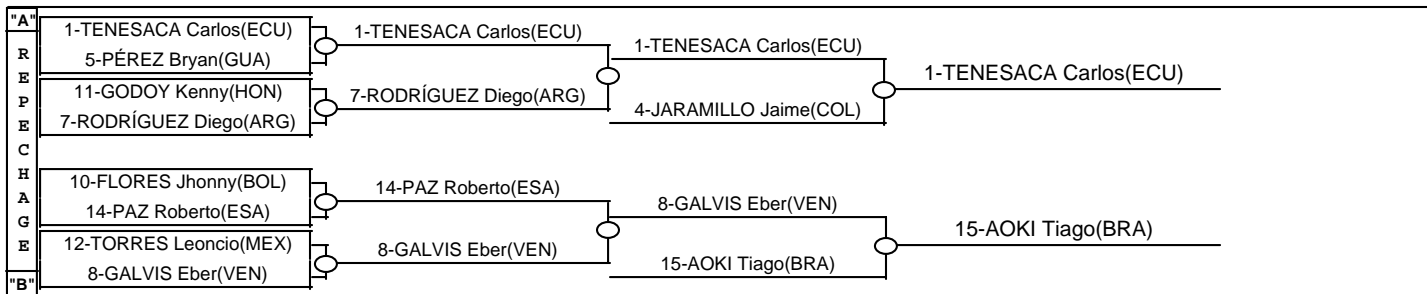 "A"
REPECHAGE
"B"
1-TENESACA Carlos(ECU)
5-PÉREZ Bryan(GUA)
11-GODOY Kenny(HON)
7-RODRÍGUEZ Diego(ARG)
10-FLORES Jhonny(BOL)
14-PAZ Roberto(ESA)
12-TORRES Leoncio(MEX)
8-GALVIS Eber(VEN)
1-TENESACA Carlos(ECU)
7-RODRÍGUEZ Diego(ARG)
14-PAZ Roberto(ESA)
8-GALVIS Eber(VEN)
1-TENESACA Carlos(ECU)
4-JARAMILLO Jaime(COL)
8-GALVIS Eber(VEN)
15-AOKI Tiago(BRA)
1-TENESACA Carlos(ECU)
15-AOKI Tiago(BRA)